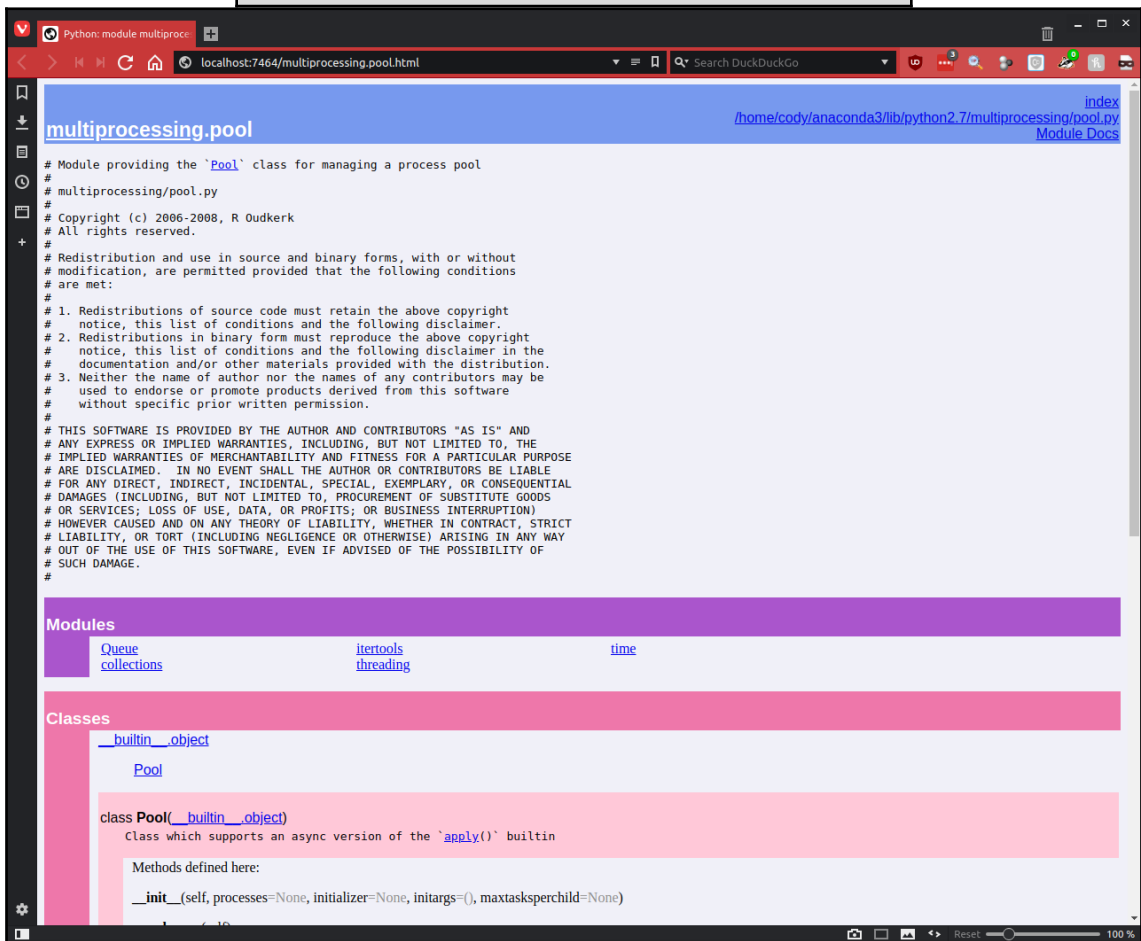 Python: module multiproce
localhost:7464/multiprocessing.pool.html
Search DuckDuckGo
3
0
index
/home/cody/anaconda3/lib/python2.7/multiprocessing/pool.py
multiprocessing.pool
Module Docs
# Module providing the `Pool` class for managing a process pool
#
# multiprocessing/pool.py
#
# Copyright (c) 2006-2008, R Oudkerk
# All rights reserved.
#
# Redistribution and use in source and binary forms, with or without
# modification, are permitted provided that the following conditions
# are met:
#
# 1. Redistributions of source code must retain the above copyright
#    notice, this list of conditions and the following disclaimer.
# 2. Redistributions in binary form must reproduce the above copyright
#    notice, this list of conditions and the following disclaimer in the
#    documentation and/or other materials provided with the distribution.
# 3. Neither the name of author nor the names of any contributors may be
#    used to endorse or promote products derived from this software
#    without specific prior written permission.
#
# THIS SOFTWARE IS PROVIDED BY THE AUTHOR AND CONTRIBUTORS "AS IS" AND
# ANY EXPRESS OR IMPLIED WARRANTIES, INCLUDING, BUT NOT LIMITED TO, THE
# IMPLIED WARRANTIES OF MERCHANTABILITY AND FITNESS FOR A PARTICULAR PURPOSE
# ARE DISCLAIMED.  IN NO EVENT SHALL THE AUTHOR OR CONTRIBUTORS BE LIABLE
# FOR ANY DIRECT, INDIRECT, INCIDENTAL, SPECIAL, EXEMPLARY, OR CONSEQUENTIAL
# DAMAGES (INCLUDING, BUT NOT LIMITED TO, PROCUREMENT OF SUBSTITUTE GOODS
# OR SERVICES; LOSS OF USE, DATA, OR PROFITS; OR BUSINESS INTERRUPTION)
# HOWEVER CAUSED AND ON ANY THEORY OF LIABILITY, WHETHER IN CONTRACT, STRICT
# LIABILITY, OR TORT (INCLUDING NEGLIGENCE OR OTHERWISE) ARISING IN ANY WAY
# OUT OF THE USE OF THIS SOFTWARE, EVEN IF ADVISED OF THE POSSIBILITY OF
# SUCH DAMAGE.
#
Modules
Queue itertools time
collections threading
Classes
__builtin__.object
Pool
class Pool(__builtin__.object)
Class which supports an async version of the `apply()` builtin
Methods defined here:
__init__(self, processes=None, initializer=None, initargs=(), maxtasksperchild=None)
Reset 100 %